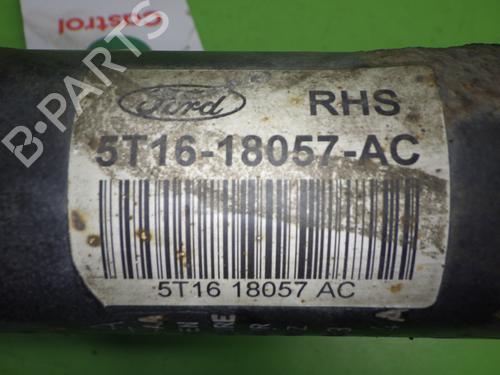 Castrol
Ford
RHS
5T16-18057-AC
5T16 18057 AC
B-PARTS